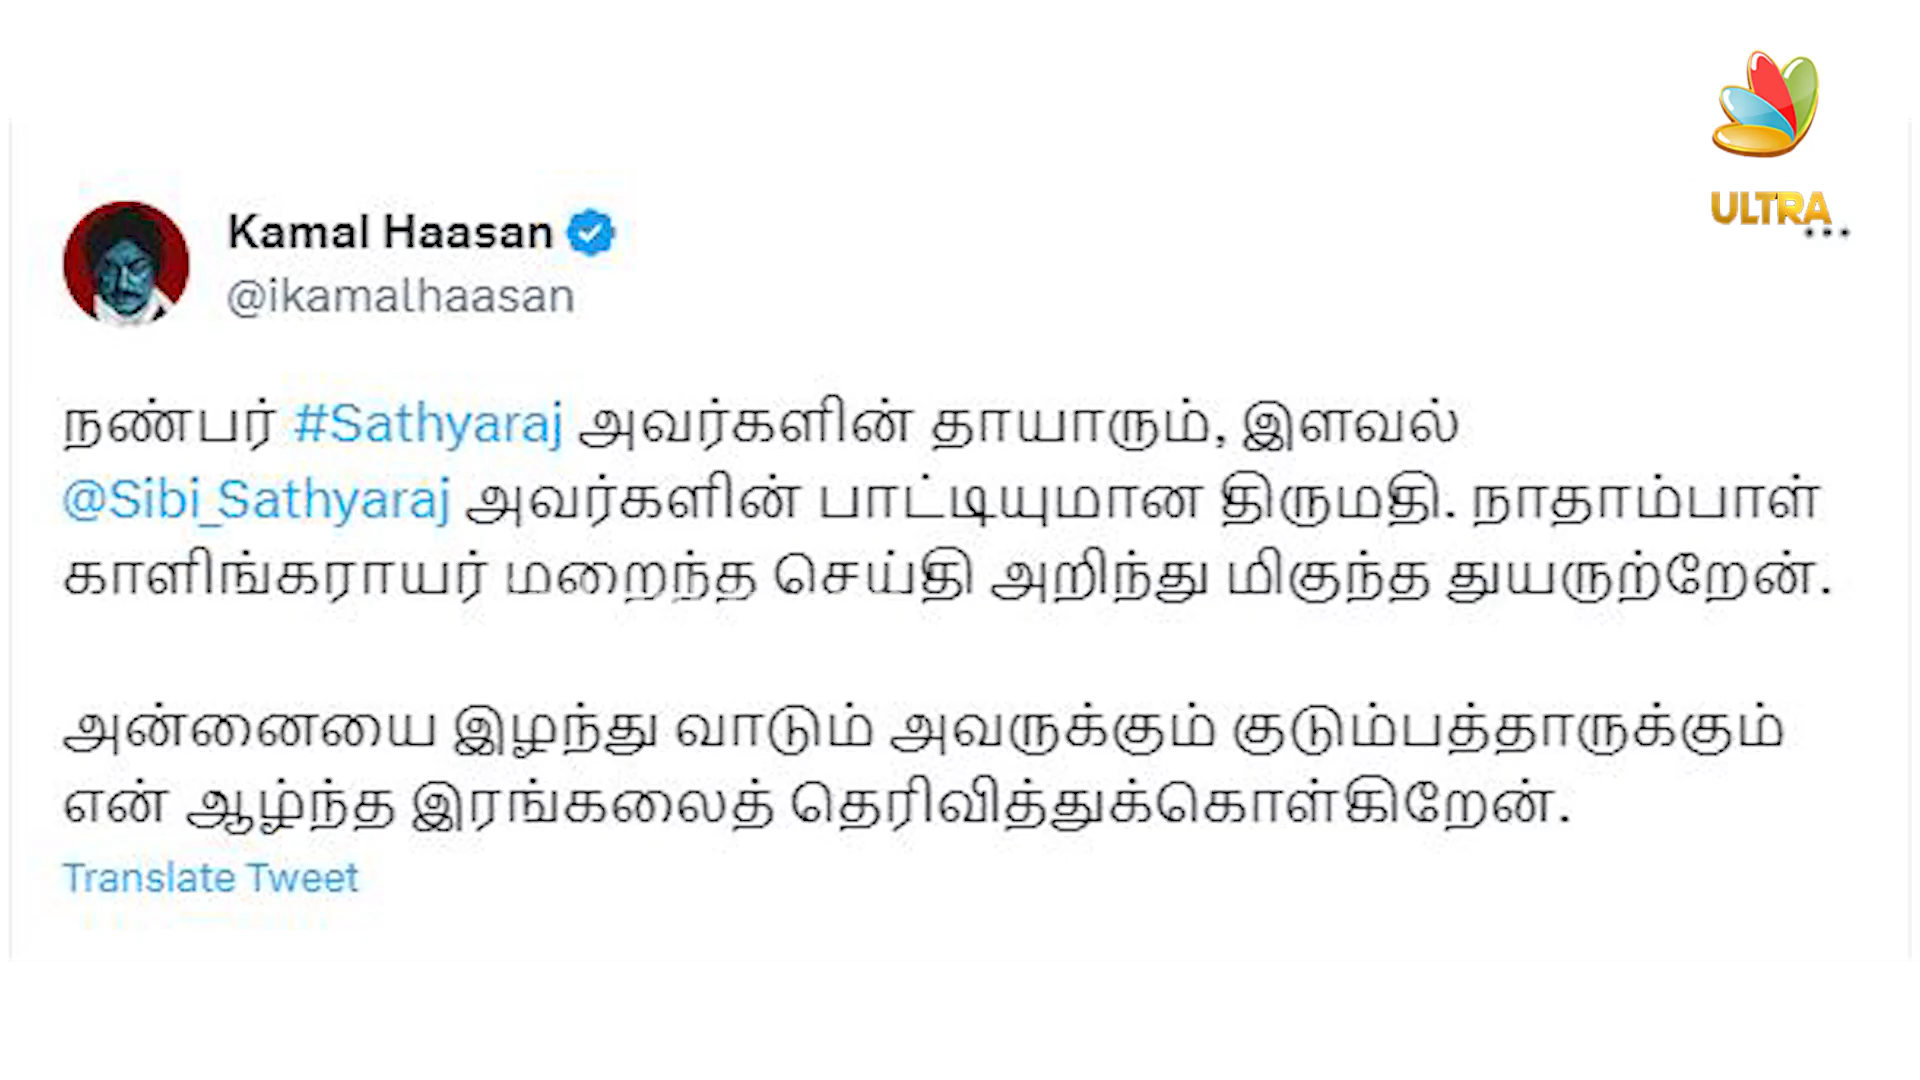 ULTRA
Kamal Haasan
@ikamalhaasan
நண்பர் #Sathyaraj அவர்களின் தாயாரும், இளவல்
@Sibi_Sathyaraj அவர்களின் பாட்டியுமான திருமதி. நாதாம்பாள்
காளிங்கராயர் மறைந்த செய்தி அறிந்து மிகுந்த துயருற்றேன்.
அன்னையை இழந்து வாடும் அவருக்கும் குடும்பத்தாருக்கும்
என் ஆழ்ந்த இரங்கலைத் தெரிவித்துக்கொள்கிறேன்.
Translate Tweet